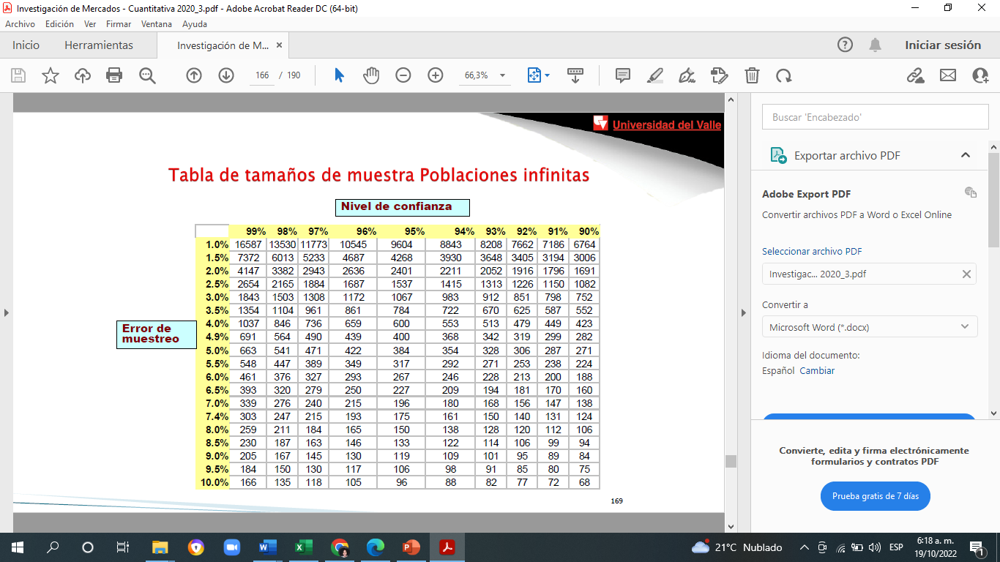 Investigación de Mercados - Cuantitativa 2020_3.pdf - Adobe Acrobat Reader DC (64-bit)
Archivo Edición Ver Firmar Ventana Ayuda
Inicio Herramientas Investigación de M... ×
? Iniciar sesión
166 / 190 66,3%
Universidad del Valle
Tabla de tamaños de muestra Poblaciones infinitas
Nivel de confianza
99% 98% 97% 96% 95% 94% 93% 92% 91% 90%
1.0% 16587 13530 11773 10545 9604 8843 8208 7662 7186 6764
1.5% 7372 6013 5233 4687 4268 3930 3648 3405 3194 3006
2.0% 4147 3382 2943 2636 2401 2211 2052 1916 1796 1691
2.5% 2654 2165 1884 1687 1537 1415 1313 1226 1150 1082
3.0% 1843 1503 1308 1172 1067 983 912 851 798 752
3.5% 1354 1104 961 861 784 722 670 625 587 552
4.0% 1037 846 736 659 600 553 513 479 449 423
4.9% 691 564 490 439 400 368 342 319 299 282
5.0% 663 541 471 422 384 354 328 306 287 271
5.5% 548 447 389 349 317 292 271 253 238 224
6.0% 461 376 327 293 267 246 228 213 200 188
6.5% 393 320 279 250 227 209 194 181 170 160
7.0% 339 276 240 215 196 180 168 156 147 138
7.4% 303 247 215 193 175 161 150 140 131 124
8.0% 259 211 184 165 150 138 128 120 112 106
8.5% 230 187 163 146 133 122 114 106 99 94
9.0% 205 167 145 130 119 109 101 95 89 84
9.5% 184 150 130 117 106 98 91 85 80 75
10.0% 166 135 118 105 96 88 82 77 72 68
Error de
muestreo
169
Buscar 'Encabezado'
Exportar archivo PDF
Adobe Export PDF
Convertir archivos PDF a Word o Excel Online
Seleccionar archivo PDF
Investigac... 2020_3.pdf
Convertir a
Microsoft Word (*.docx)
Idioma del documento:
Español Cambiar
Convierte, edita y firma electrónicamente
formularios y contratos PDF
Prueba gratis de 7 días
21°C Nublado
ESP
6:18 a. m.
19/10/2022
1